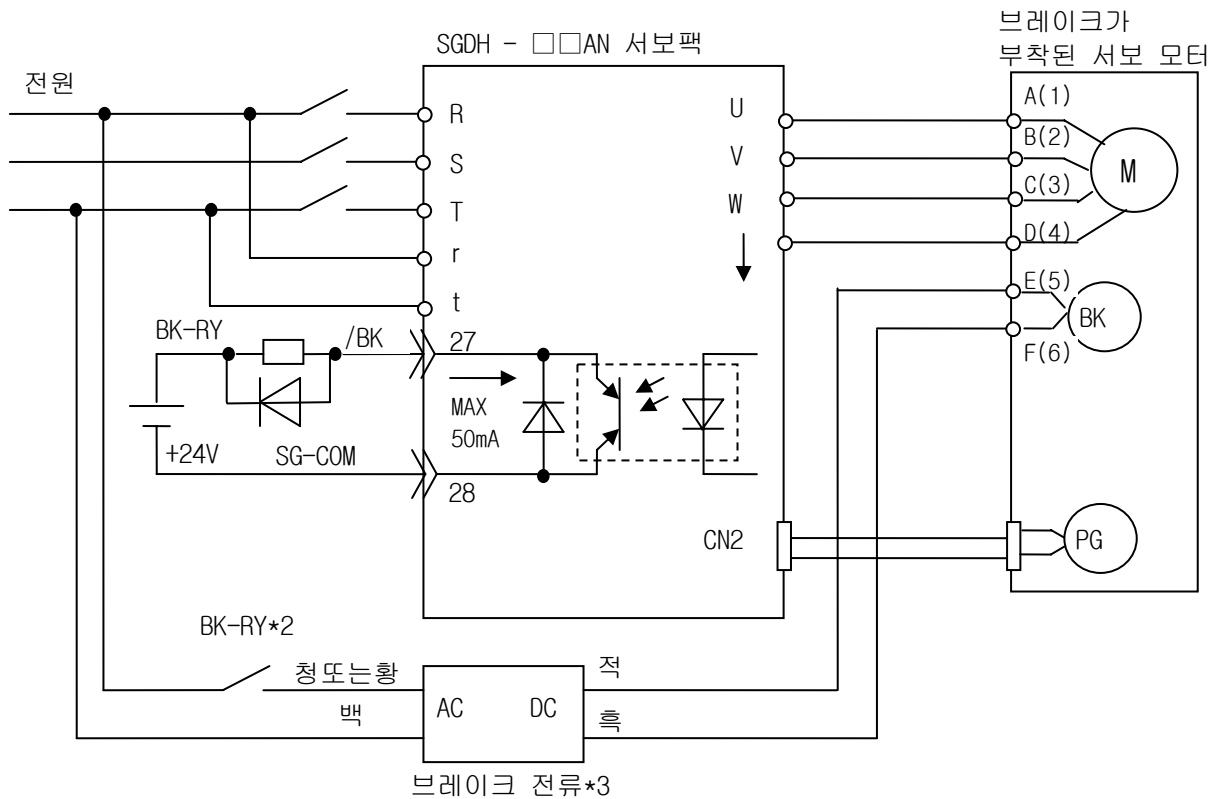 브레이크가
부착된 서보 모터
SGDH - □□AN 서보팩
전원
R
S
T
r
t
U
V
W
A(1)
B(2)
C(3)
D(4)
M
E(5)
F(6)
BK
BK-RY
/BK
27
MAX
50mA
+24V
SG-COM
28
CN2
PG
BK-RY*2
청또는황
백
AC
DC
적
흑
브레이크 전류*3